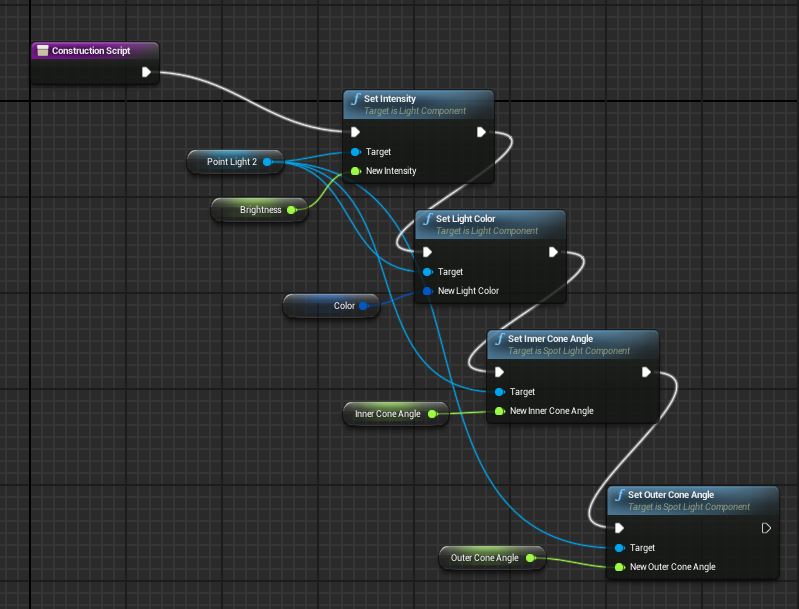 Construction Script
f Set Intensity
Target is Light Component
Target
New Intensity
Point Light 2
Brightness
f Set Light Color
Target is Light Component
Target
New Light Color
Color
f Set Inner Cone Angle
Target is Spot Light Component
Target
New Inner Cone Angle
Inner Cone Angle
f Set Outer Cone Angle
Target is Spot Light Component
Target
New Outer Cone Angle
Outer Cone Angle